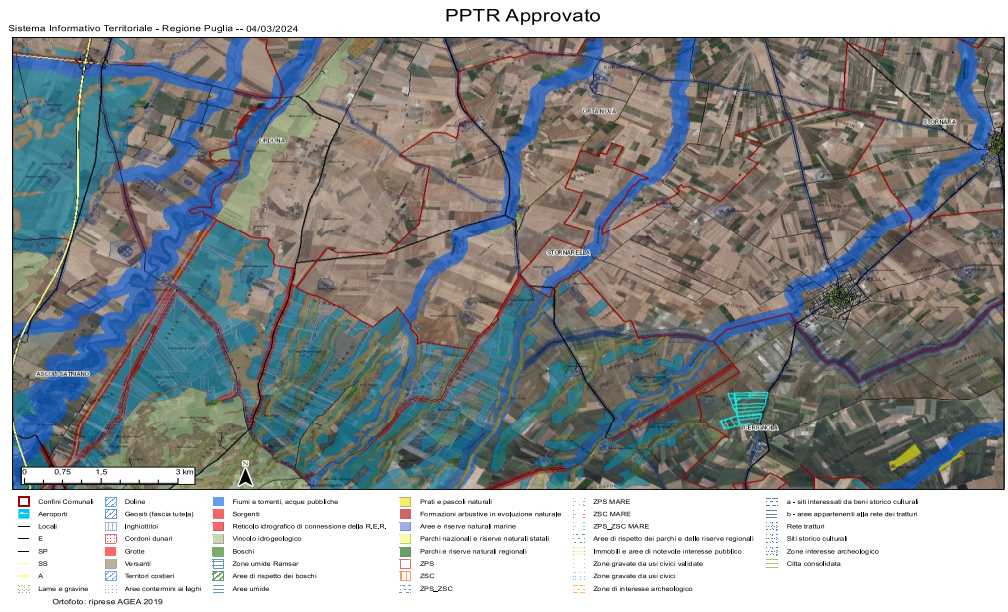 PPTR Approvato
Sistema Informativo Territoriale - Regione Puglia -- 04/03/2024
ORTA NOVA
STORNARA
ORDONA
STORNARELLA
ASCOLI SATRIANO
CERIGNOLA
0 0.75 1,5 3 km
N
Confini Comunali
Aeroporti
Locali
E
SP
SS
A
Lame e gravine
Doline
Geositi (fascia tutela)
Inghiottitoi
Cordoni dunari
Grotte
Versanti
Territori costieri
Aree contermini ai laghi
Fiumi e torrenti, acque pubbliche
Sorgenti
Reticolo idrografico di connessione della R.E.R.
Vincolo idrogeologico
Boschi
Zone umide Ramsar
Aree di rispetto dei boschi
Aree umide
Prati e pascoli naturali
Formazioni arbustive in evoluzione naturale
Aree e riserve naturali marine
Parchi nazionali e riserve naturali statali
Parchi e riserve naturali regionali
ZPS
ZSC
ZPS_ZSC
ZPS MARE
ZSC MARE
ZPS_ZSC MARE
Aree di rispetto dei parchi e delle riserve regionali
Immobili e aree di notevole interesse pubblico
Zone gravate da usi civici validate
Zone gravate da usi civici
Zone di interesse archeologico
a - siti interessati da beni storico culturali
b - aree appartenenti alla rete dei tratturi
Rete tratturi
Siti storico culturali
Zone interesse archeologico
Citta consolidata
Ortofoto: riprese AGEA 2019